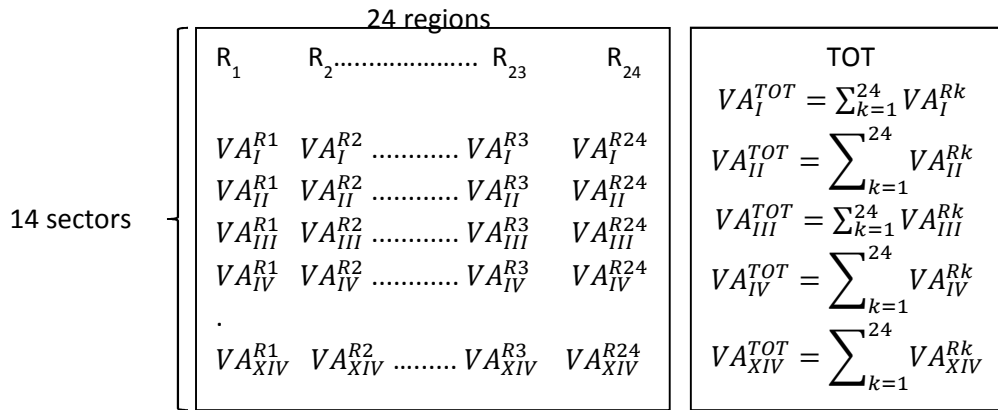 24 regions
R₁ R₂........................ R₂₃ R₂₄ TOT
VA_I^{TOT} = ∑_{k=1}^{24} VA_I^{Rk}
VA_I^{R1} VA_I^{R2} ............ VA_I^{R3} VA_I^{R24}
VA_{II}^{TOT} = ∑_{k=1}^{24} VA_{II}^{Rk}
VA_{II}^{R1} VA_{II}^{R2} ............ VA_{II}^{R3} VA_{II}^{R24}
14 sectors
VA_{III}^{R1} VA_{III}^{R2} ............ VA_{III}^{R3} VA_{III}^{R24}
VA_{III}^{TOT} = ∑_{k=1}^{24} VA_{III}^{Rk}
VA_{IV}^{R1} VA_{IV}^{R2} ............ VA_{IV}^{R3} VA_{IV}^{R24}
VA_{IV}^{TOT} = ∑_{k=1}^{24} VA_{IV}^{Rk}
.
VA_{XIV}^{R1} VA_{XIV}^{R2} ......... VA_{XIV}^{R3} VA_{XIV}^{R24}
VA_{XIV}^{TOT} = ∑_{k=1}^{24} VA_{XIV}^{Rk}